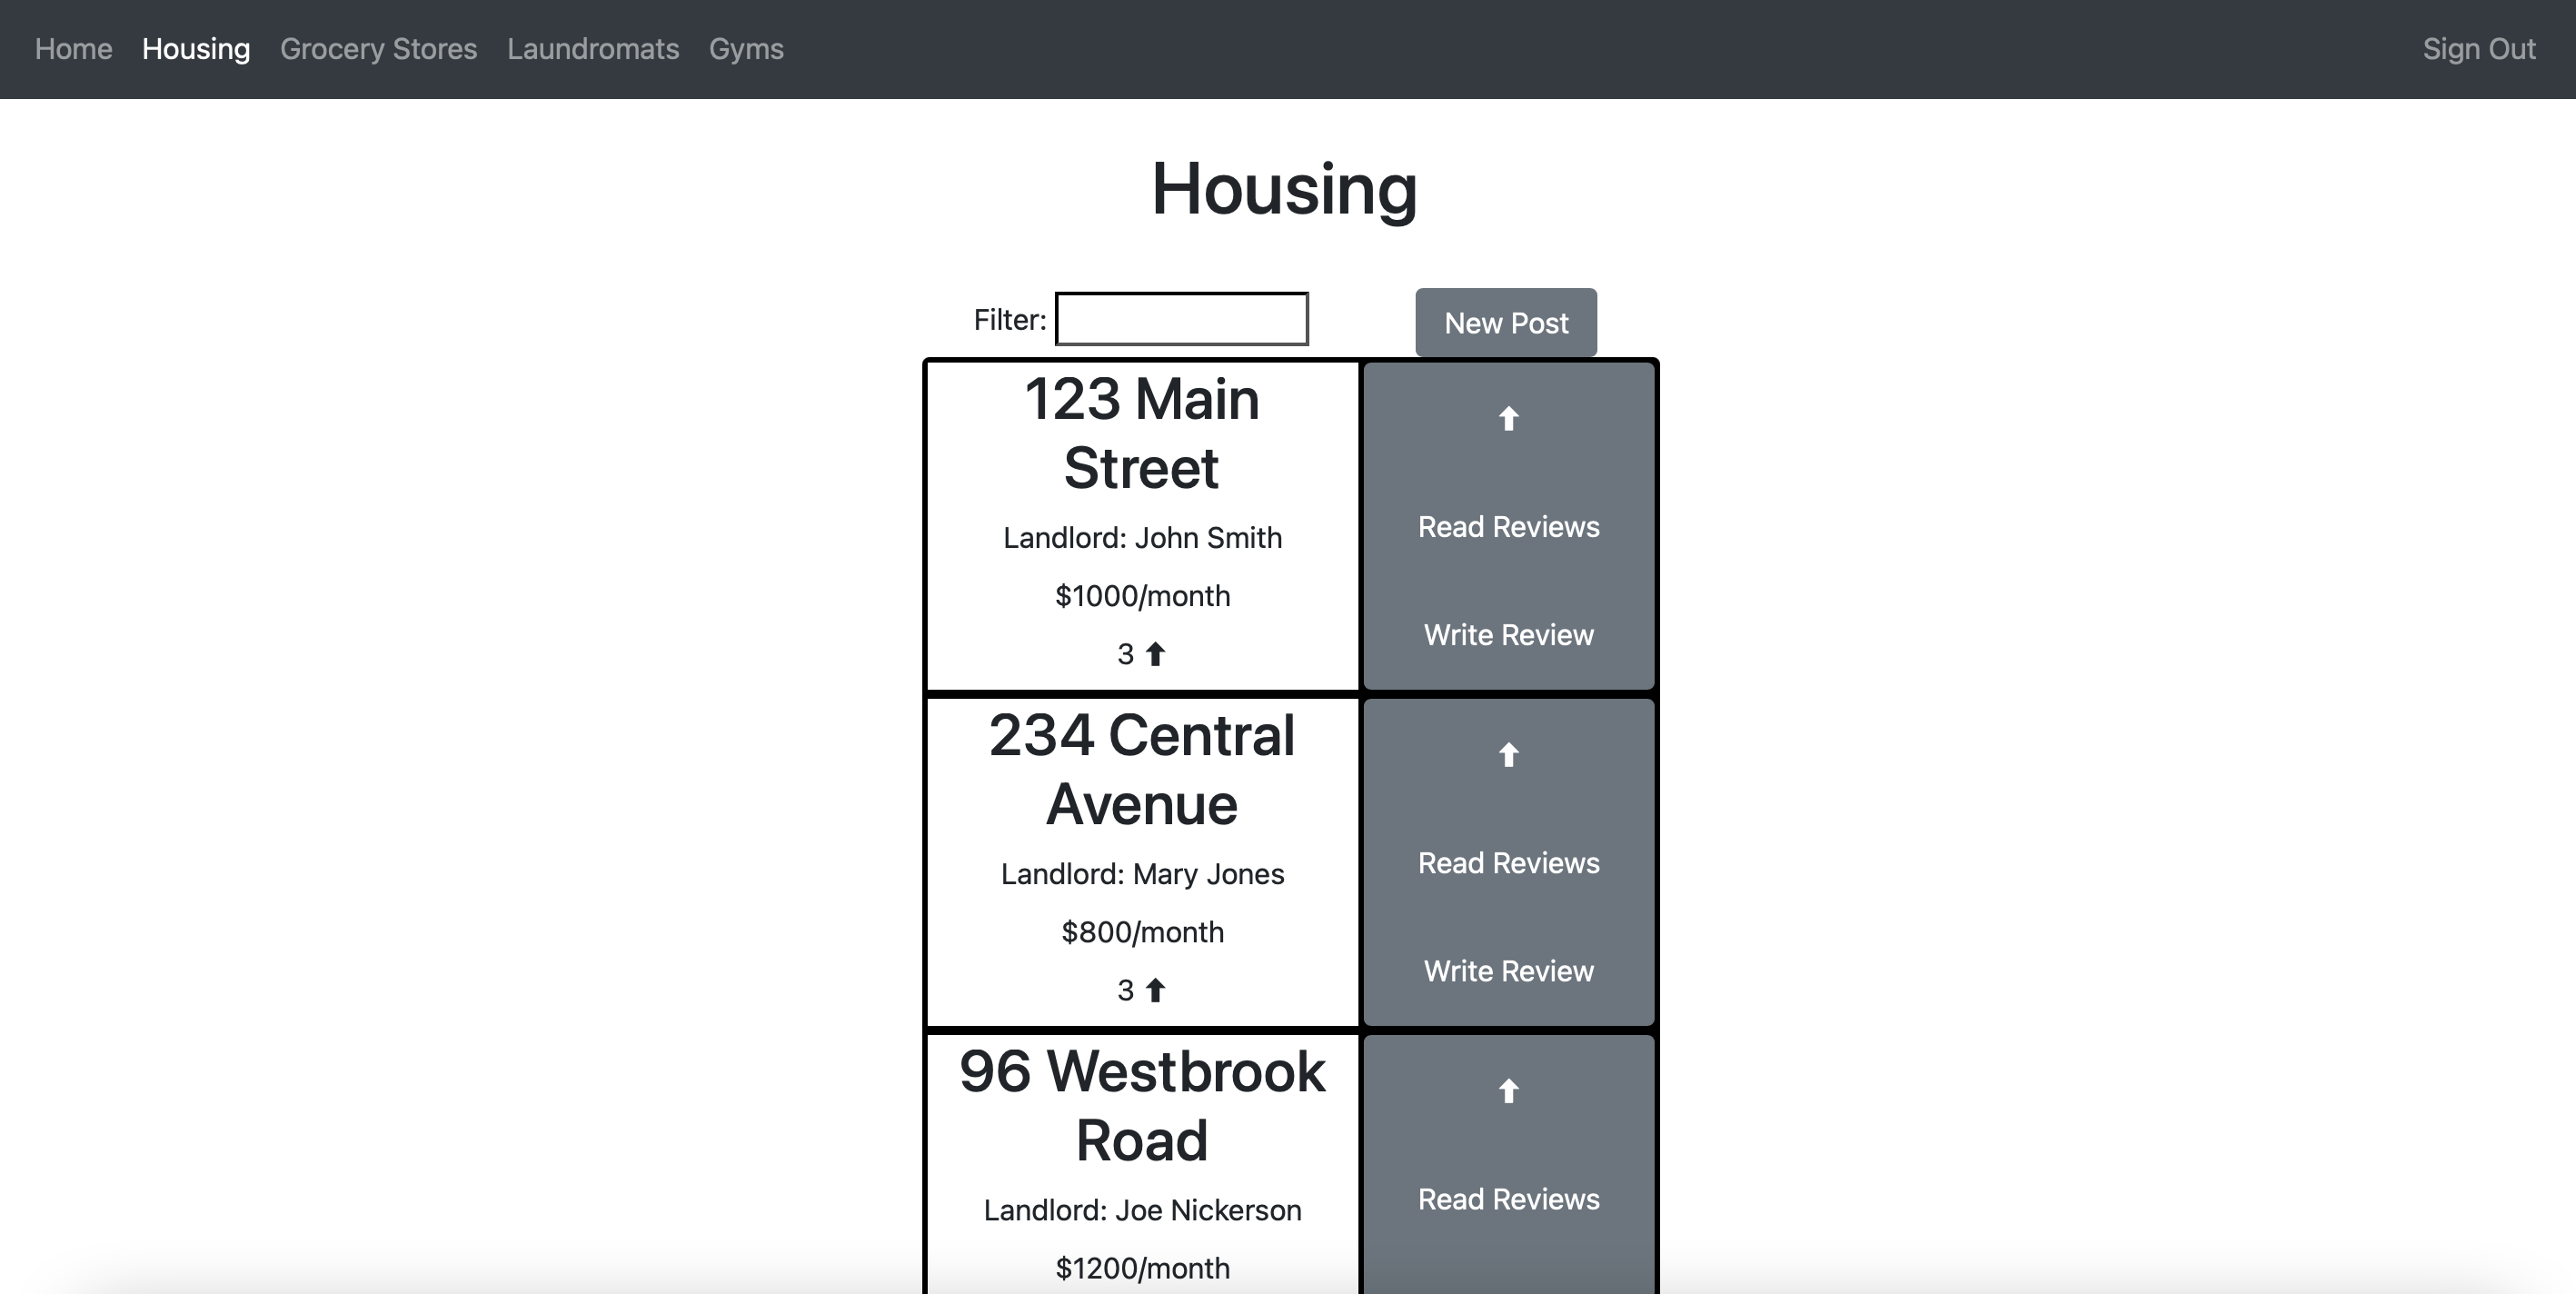 Home Housing Grocery Stores Laundromats Gyms Sign Out
Housing
Filter: New Post
123 Main
Street
Landlord: John Smith
$1000/month
3 ⬆
⬆
Read Reviews
Write Review
234 Central
Avenue
Landlord: Mary Jones
$800/month
3 ⬆
⬆
Read Reviews
Write Review
96 Westbrook
Road
Landlord: Joe Nickerson
$1200/month
⬆
Read Reviews